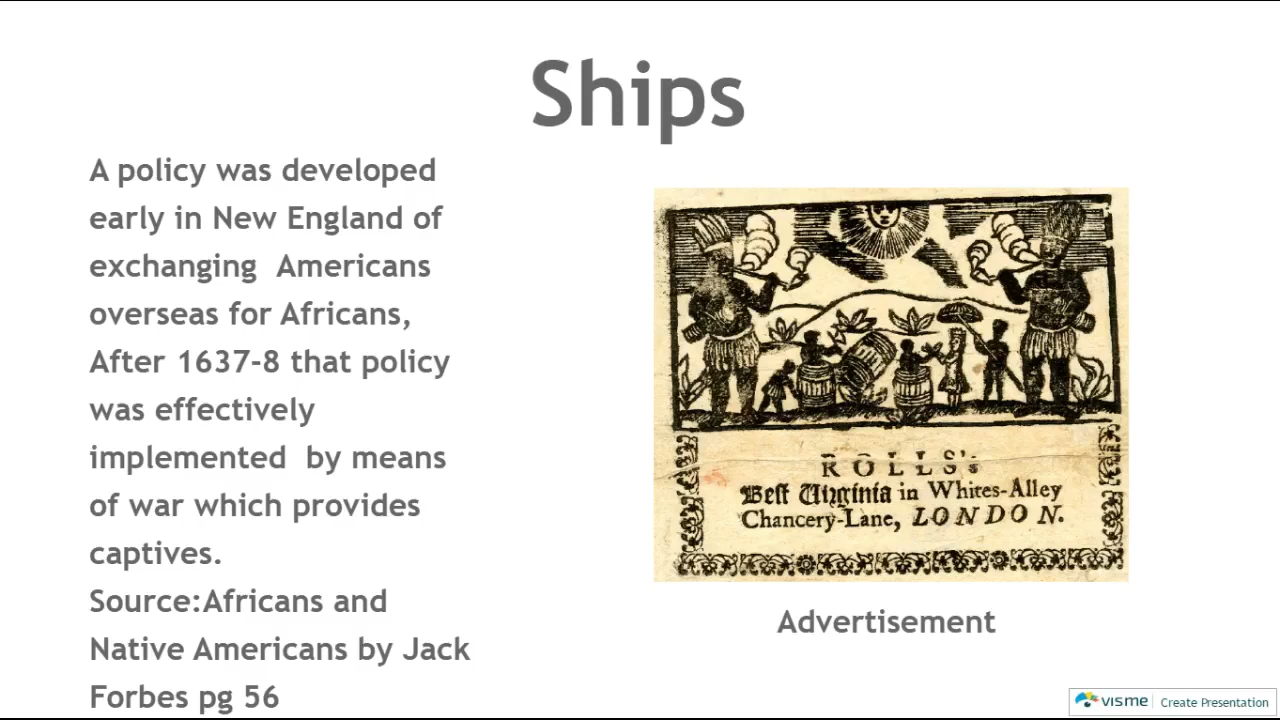 Ships
A policy was developed
early in New England of
exchanging Americans
overseas for Africans,
After 1637-8 that policy
was effectively
implemented by means
of war which provides
captives.
Source:Africans and
Native Americans by Jack
Forbes pg 56
ROLLS's
Best Virginia in Whites-Alley
Chancery-Lane, LONDON.
Advertisement
visme Create Presentation